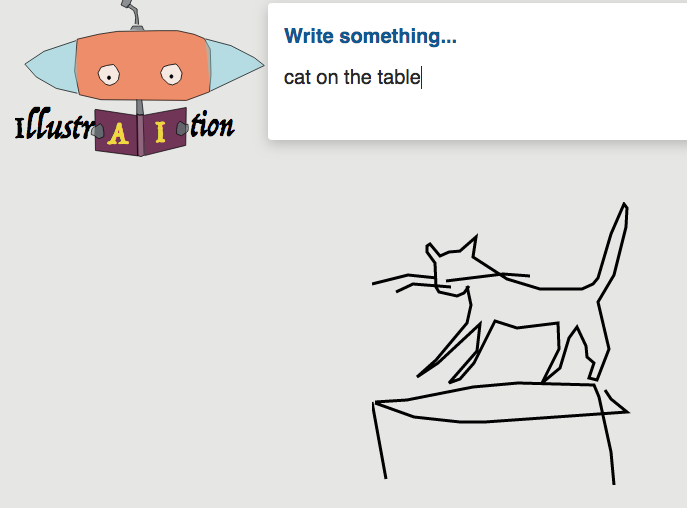 Write something...
cat on the table
IllustrAItion